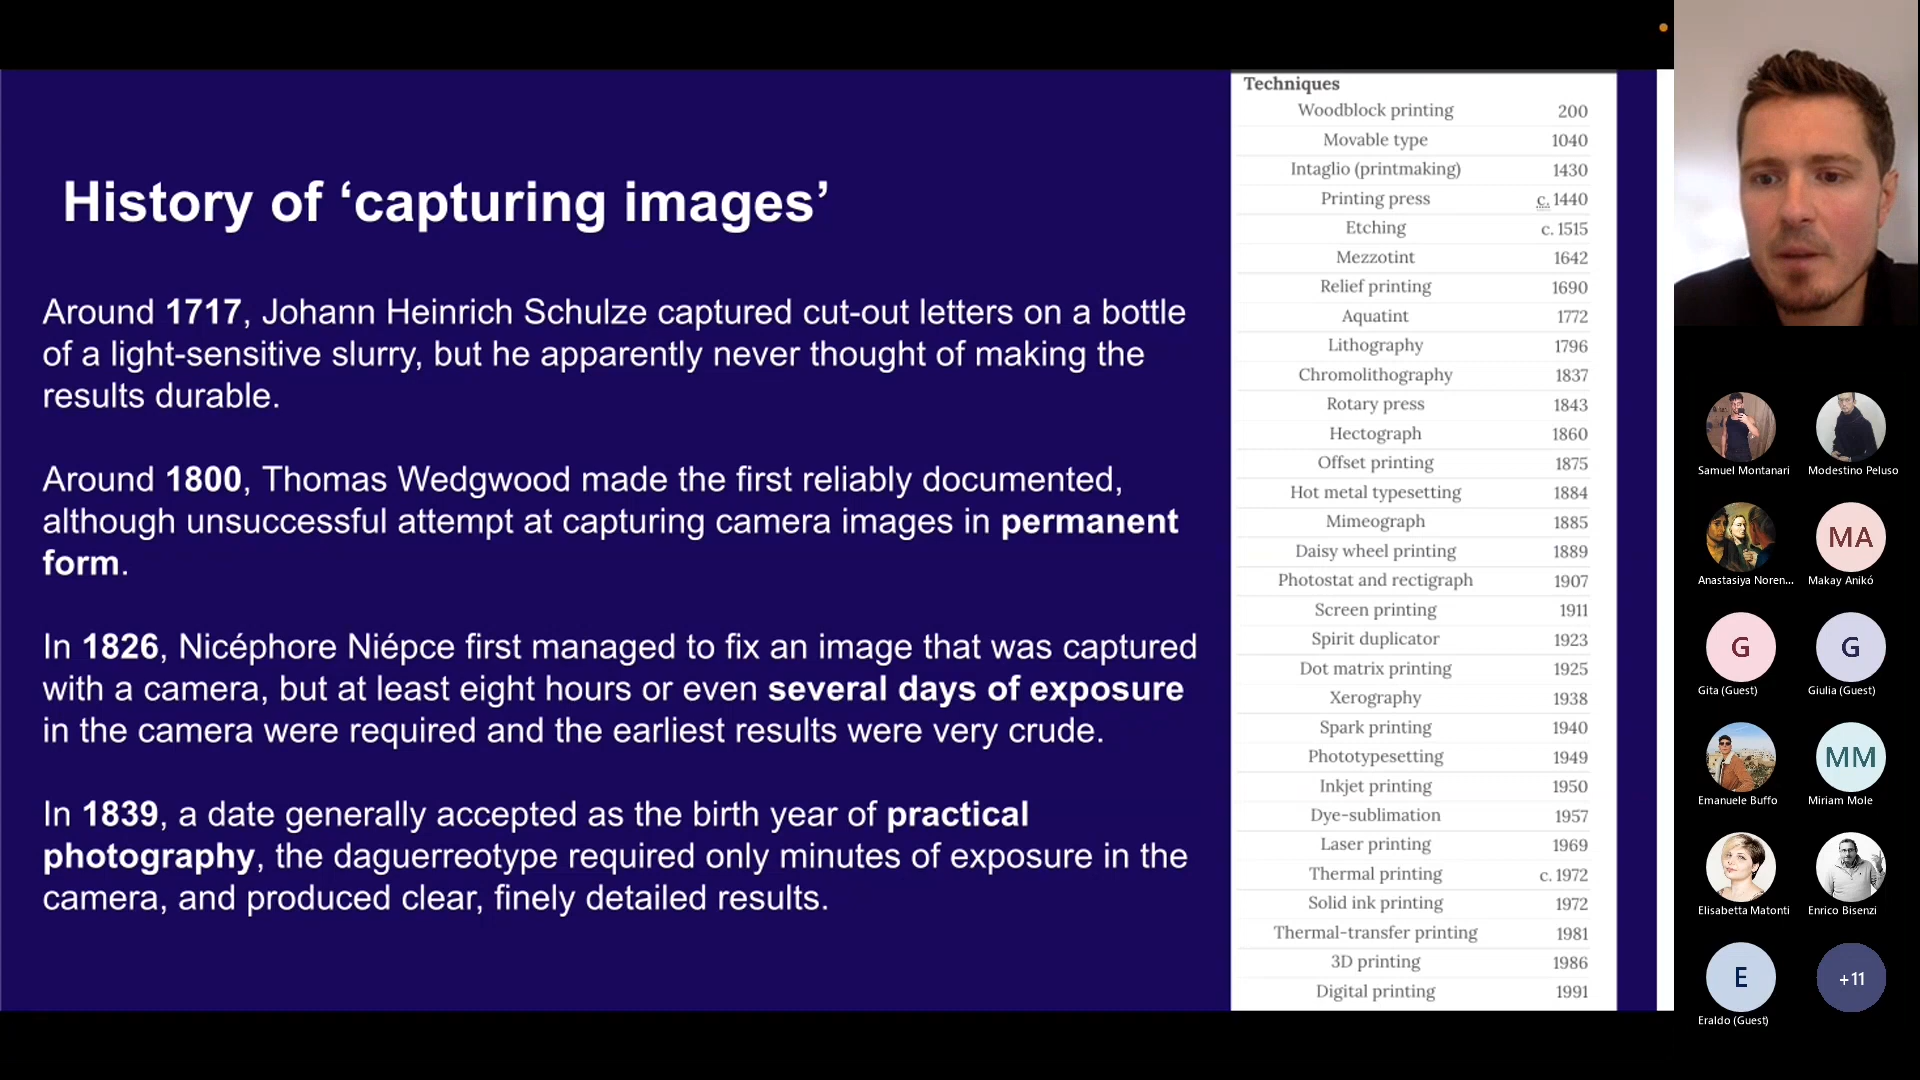 History of ‘capturing images’
Around 1717, Johann Heinrich Schulze captured cut-out letters on a bottle
of a light-sensitive slurry, but he apparently never thought of making the
results durable.
Around 1800, Thomas Wedgwood made the first reliably documented,
although unsuccessful attempt at capturing camera images in permanent
form.
In 1826, Nicéphore Niépce first managed to fix an image that was captured
with a camera, but at least eight hours or even several days of exposure
in the camera were required and the earliest results were very crude.
In 1839, a date generally accepted as the birth year of practical
photography, the daguerreotype required only minutes of exposure in the
camera, and produced clear, finely detailed results.
Techniques
Woodblock printing 200
Movable type 1040
Intaglio (printmaking) 1430
Printing press c. 1440
Etching c. 1515
Mezzotint 1642
Relief printing 1690
Aquatint 1772
Lithography 1796
Chromolithography 1837
Rotary press 1843
Hectograph 1860
Offset printing 1875
Hot metal typesetting 1884
Mimeograph 1885
Daisy wheel printing 1889
Photostat and rectigraph 1907
Screen printing 1911
Spirit duplicator 1923
Dot matrix printing 1925
Xerography 1938
Spark printing 1940
Phototypesetting 1949
Inkjet printing 1950
Dye-sublimation 1957
Laser printing 1969
Thermal printing c. 1972
Solid ink printing 1972
Thermal-transfer printing 1981
3D printing 1986
Digital printing 1991
Samuel Montanari
Modestino Peluso
MA
Anastasiya Noren...
Makay Anikó
G
G
Gita (Guest)
Giulia (Guest)
MM
Emanuele Buffo
Miriam Mole
Elisabetta Matonti
Enrico Bisenzi
E
+11
Eraldo (Guest)